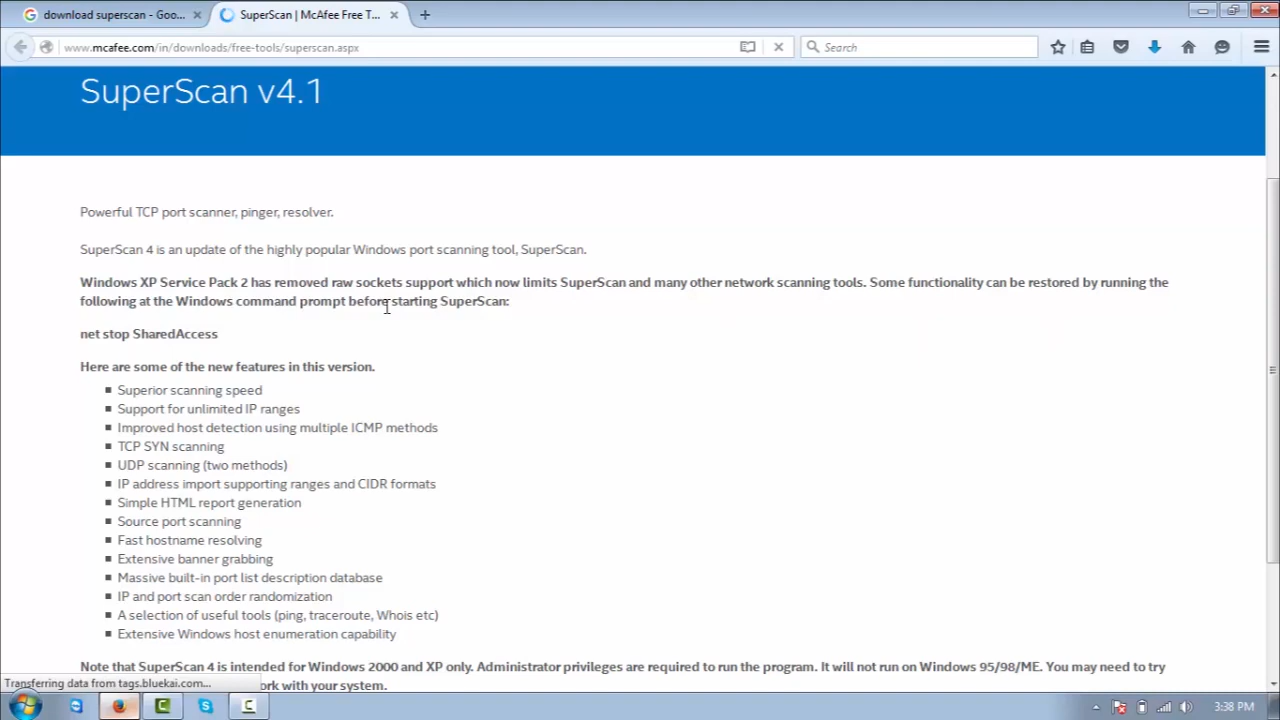 download superscan - Goo...
SuperScan | McAfee Free T...
www.mcafee.com/in/downloads/free-tools/superscan.aspx
Search
SuperScan v4.1
Powerful TCP port scanner, pinger, resolver.
SuperScan 4 is an update of the highly popular Windows port scanning tool, SuperScan.
Windows XP Service Pack 2 has removed raw sockets support which now limits SuperScan and many other network scanning tools. Some functionality can be restored by running the
following at the Windows command prompt before starting SuperScan:
net stop SharedAccess
Here are some of the new features in this version.
Superior scanning speed
Support for unlimited IP ranges
Improved host detection using multiple ICMP methods
TCP SYN scanning
UDP scanning (two methods)
IP address import supporting ranges and CIDR formats
Simple HTML report generation
Source port scanning
Fast hostname resolving
Extensive banner grabbing
Massive built-in port list description database
IP and port scan order randomization
A selection of useful tools (ping, traceroute, Whois etc)
Extensive Windows host enumeration capability
Note that SuperScan 4 is intended for Windows 2000 and XP only. Administrator privileges are required to run the program. It will not run on Windows 95/98/ME. You may need to try
Transferring data from tags.bluekai.com...
with your system.
3:38 PM